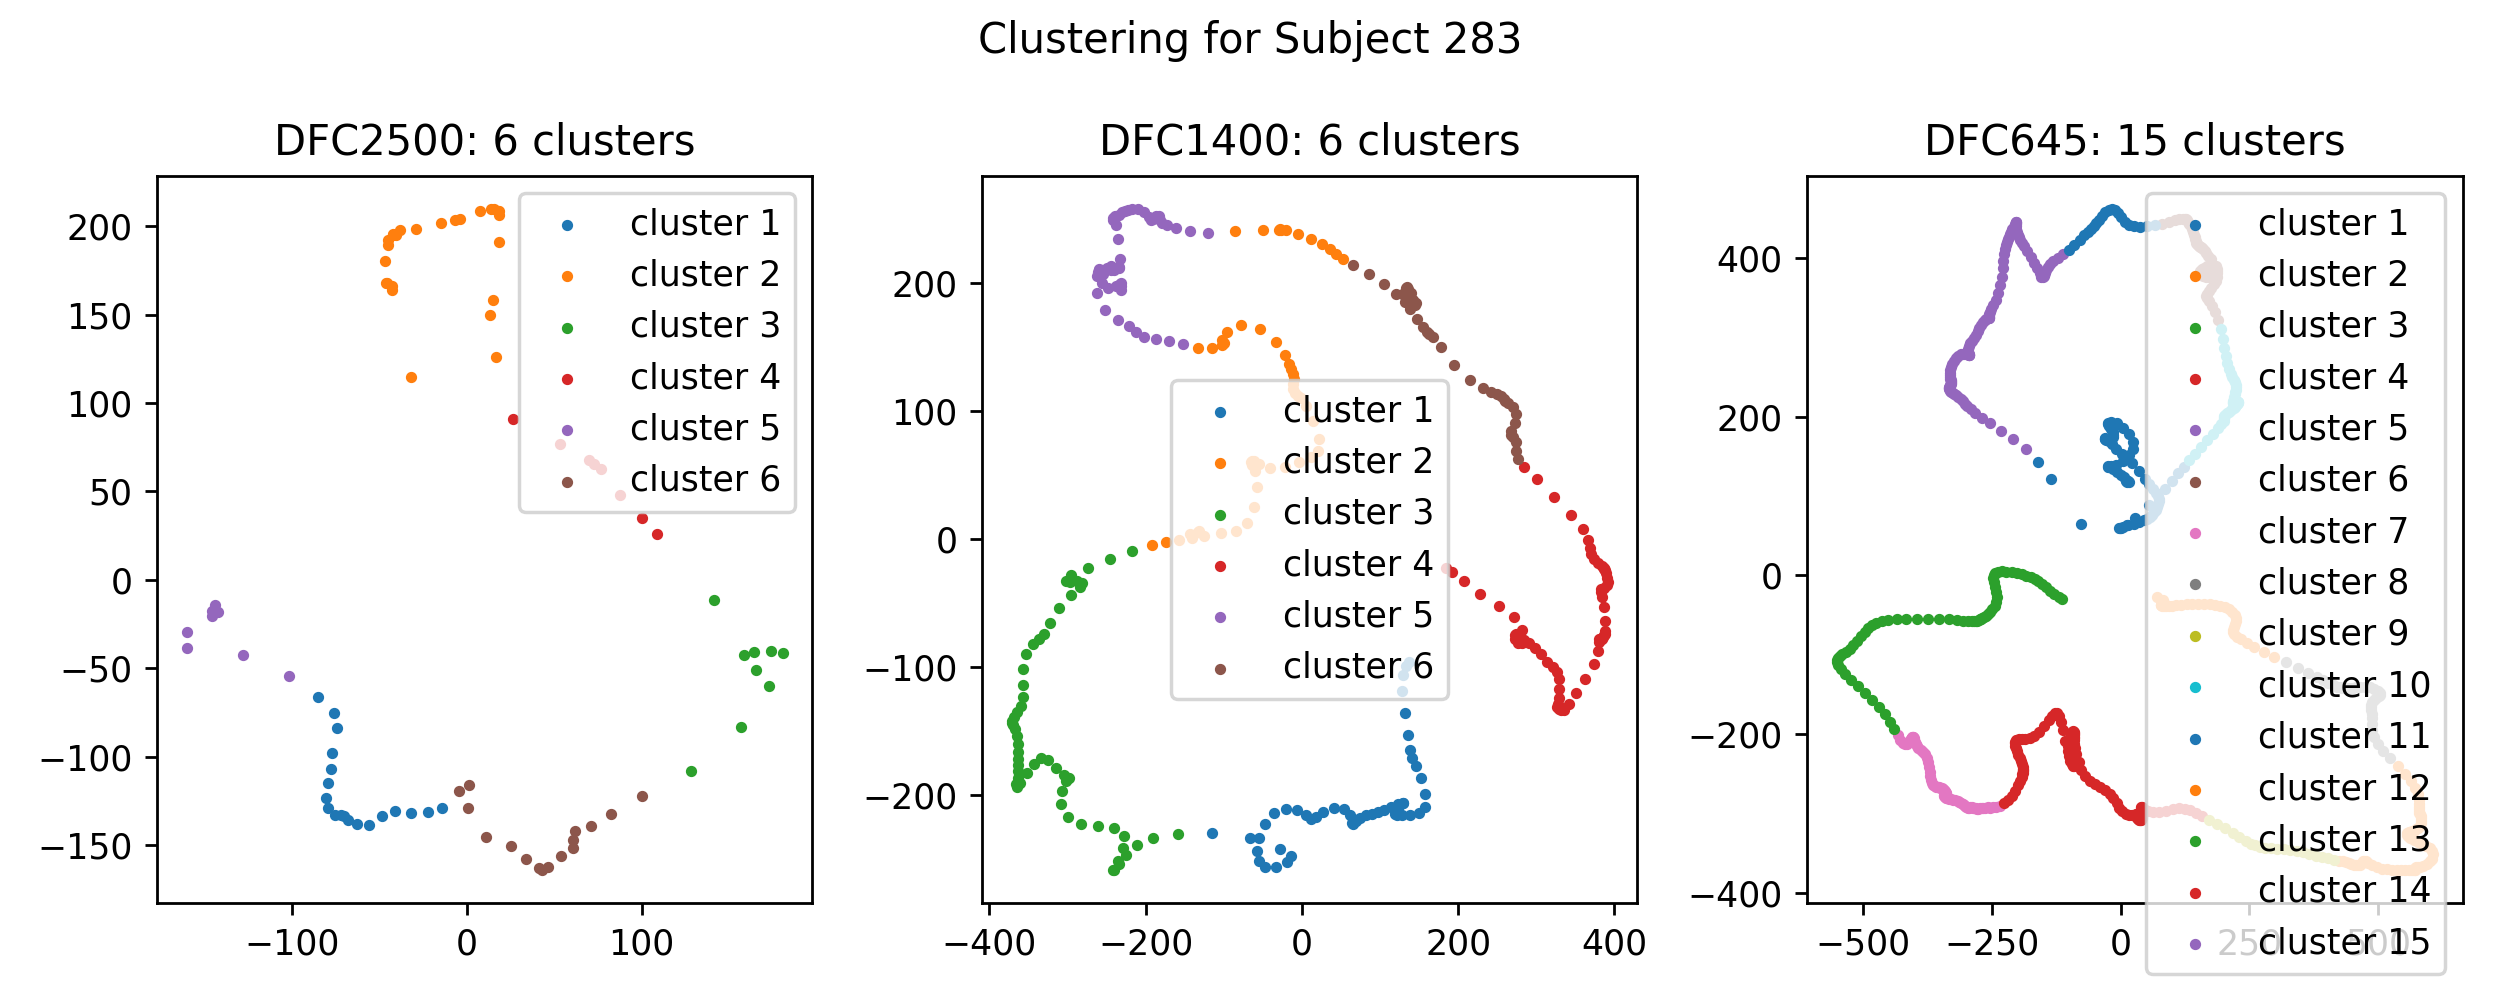 Clustering for Subject 283
DFC2500: 6 clusters
200
150
100
50
0
−50
−100
−150
−100
0
100
cluster 1
cluster 2
cluster 3
cluster 4
cluster 5
cluster 6
DFC1400: 6 clusters
200
100
0
−100
−200
−400
−200
0
200
400
cluster 1
cluster 2
cluster 3
cluster 4
cluster 5
cluster 6
DFC645: 15 clusters
400
200
0
−200
−400
−500
−250
0
250
500
cluster 1
cluster 2
cluster 3
cluster 4
cluster 5
cluster 6
cluster 7
cluster 8
cluster 9
cluster 10
cluster 11
cluster 12
cluster 13
cluster 14
cluster 15